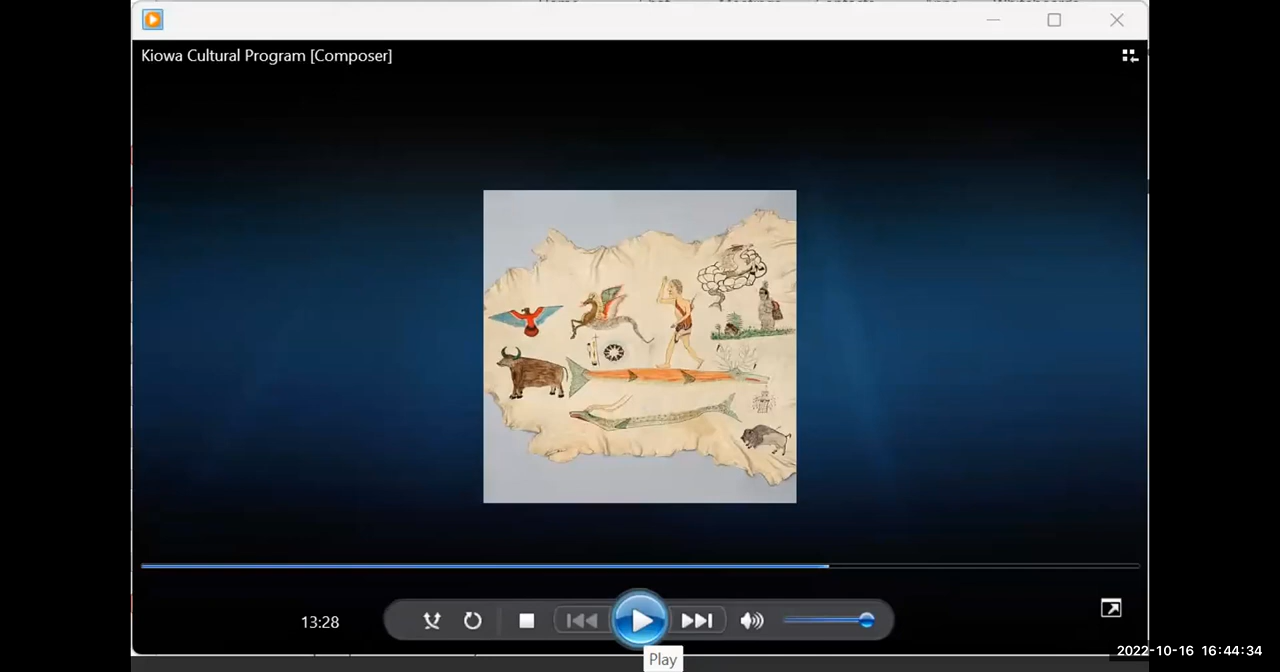 Kiowa Cultural Program [Composer]
13:28
Play
2022-10-16 16:44:34